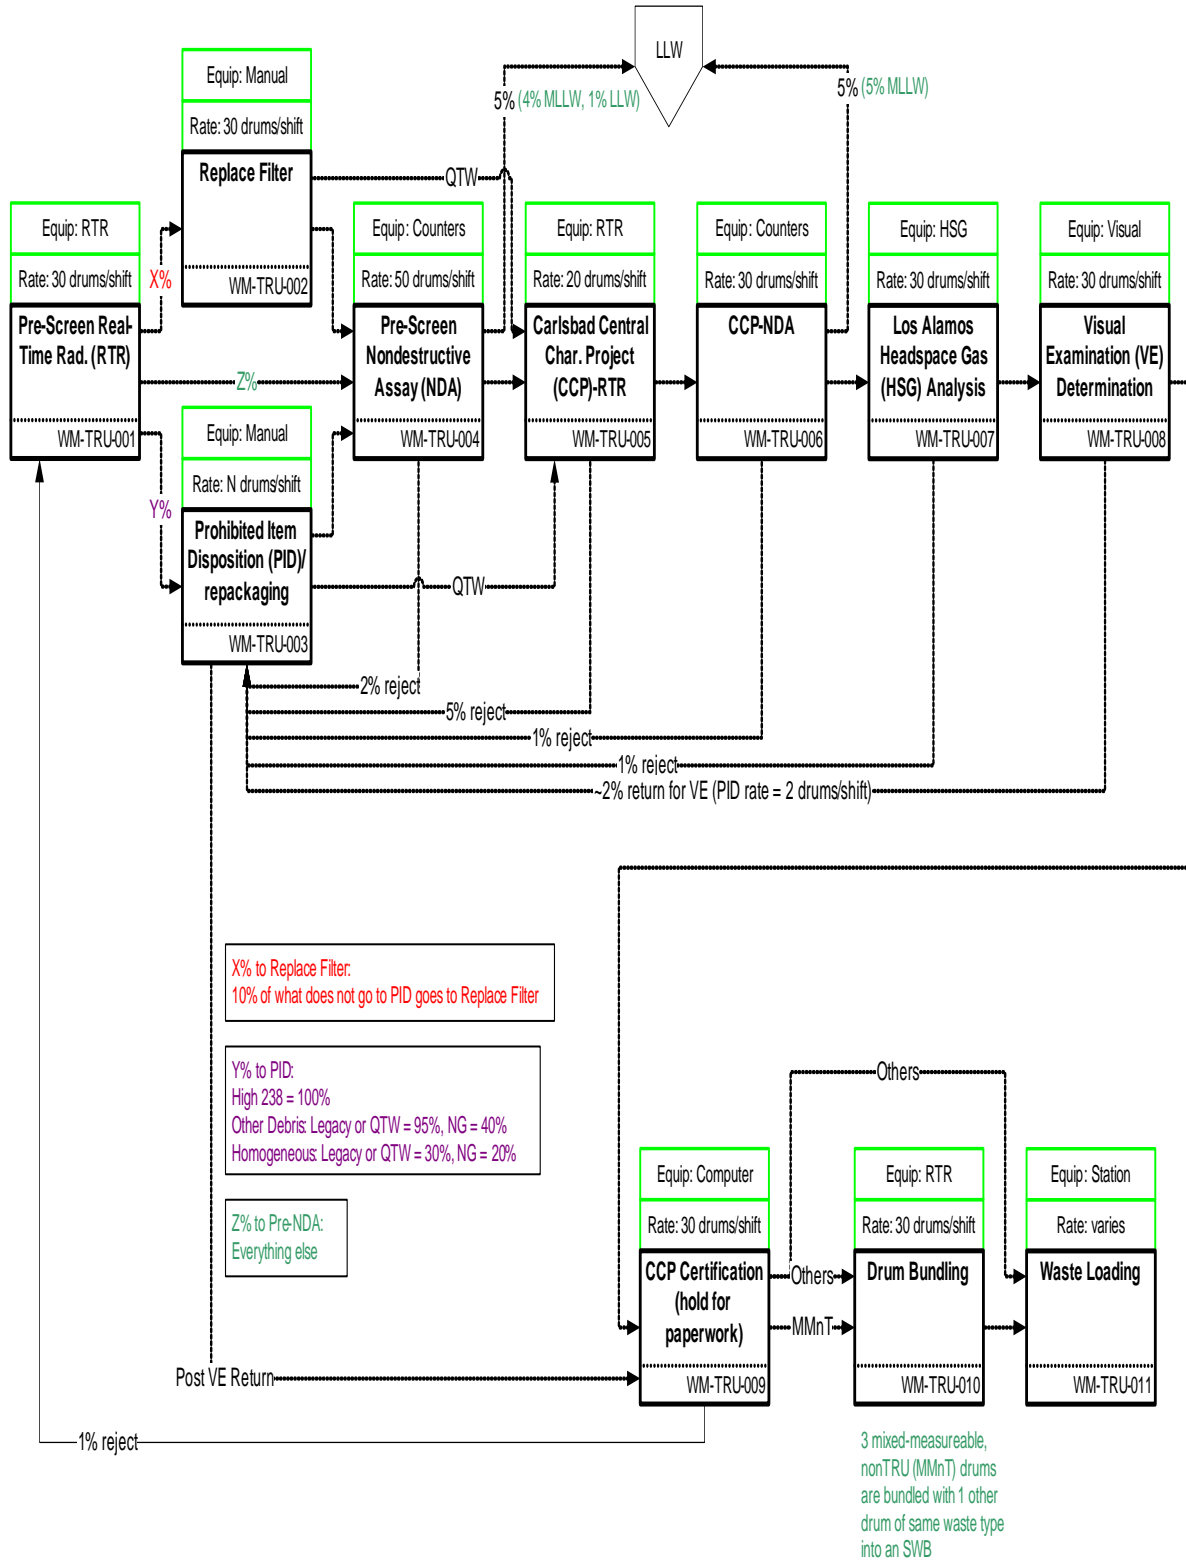 LLW
Equip: Manual
Rate: 30 drums/shift
Replace Filter
WM-TRU-002
5% (4% MLLW, 1% LLW)
5% (5% MLLW)
QTW
Equip: RTR
Rate: 30 drums/shift
Pre-Screen Real-
Time Rad. (RTR)
WM-TRU-001
X%
Z%
Y%
Equip: Counters
Rate: 50 drums/shift
Pre-Screen
Nondestructive
Assay (NDA)
WM-TRU-004
Equip: RTR
Rate: 20 drums/shift
Carlsbad Central
Char. Project
(CCP)-RTR
WM-TRU-005
Equip: Counters
Rate: 30 drums/shift
CCP-NDA
WM-TRU-006
Equip: HSG
Rate: 30 drums/shift
Los Alamos
Headspace Gas
(HSG) Analysis
WM-TRU-007
Equip: Visual
Rate: 30 drums/shift
Visual
Examination (VE)
Determination
WM-TRU-008
Equip: Manual
Rate: N drums/shift
Prohibited Item
Disposition (PID)/
repackaging
WM-TRU-003
QTW
2% reject
5% reject
1% reject
1% reject
~2% return for VE (PID rate = 2 drums/shift)
X% to Replace Filter:
10% of what does not go to PID goes to Replace Filter
Y% to PID:
High 238 = 100%
Other Debris: Legacy or QTW = 95%, NG = 40%
Homogeneous: Legacy or QTW = 30%, NG = 20%
Z% to Pre-NDA:
Everything else
Others
Equip: Computer
Rate: 30 drums/shift
CCP Certification
(hold for
paperwork)
WM-TRU-009
Others
MMnT
Equip: RTR
Rate: 30 drums/shift
Drum Bundling
WM-TRU-010
Equip: Station
Rate: varies
Waste Loading
WM-TRU-011
Post VE Return
1% reject
3 mixed-measureable,
nonTRU (MMnT) drums
are bundled with 1 other
drum of same waste type
into an SWB